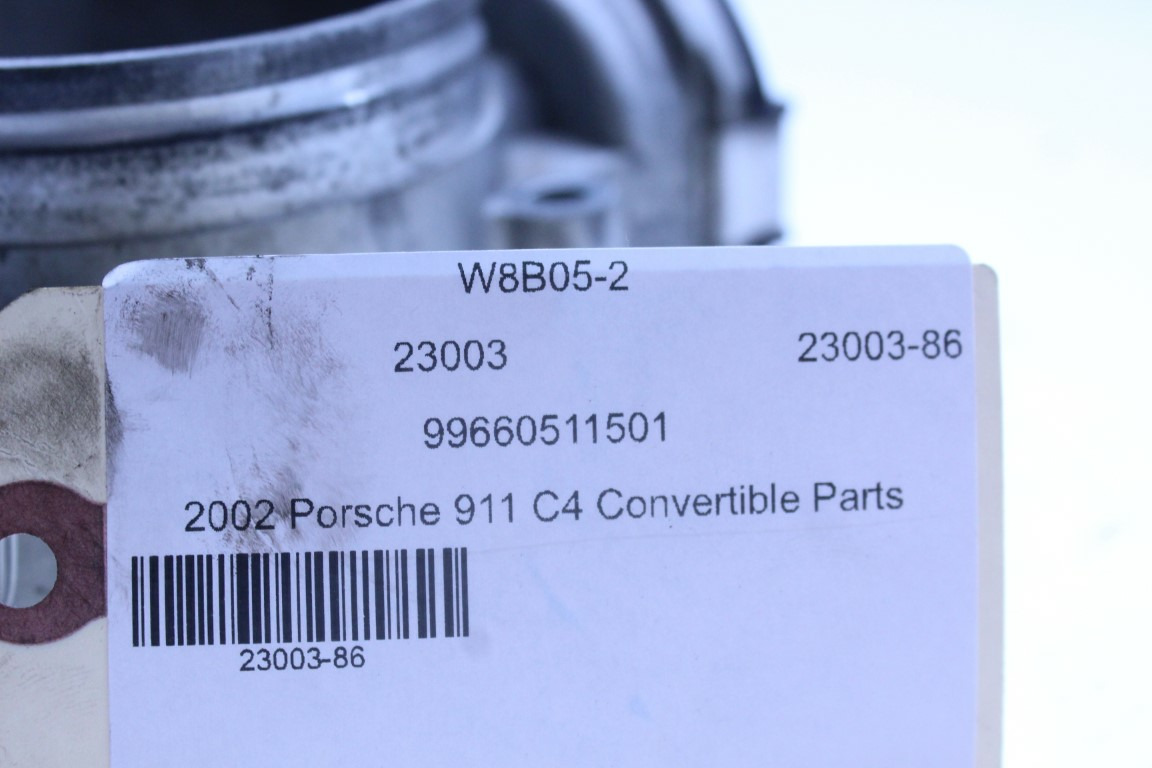 W8B05-2
23003 23003-86
99660511501
2002 Porsche 911 C4 Convertible Parts
23003-86